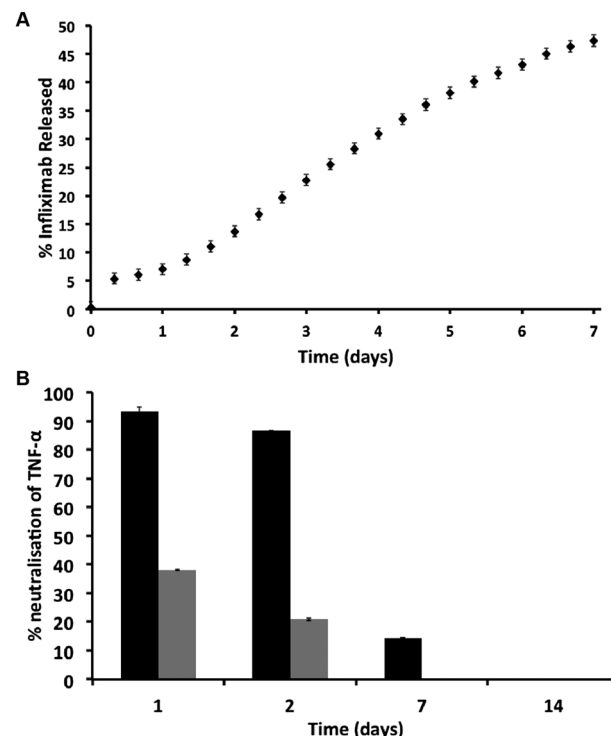 A
% Infliximab Released
50
45
40
35
30
25
20
15
10
5
0
0 1 2 3 4 5 6 7
Time (days)
B
% neutralisation of TNF-α
100
90
80
70
60
50
40
30
20
10
0
1 2 7 14
Time (days)